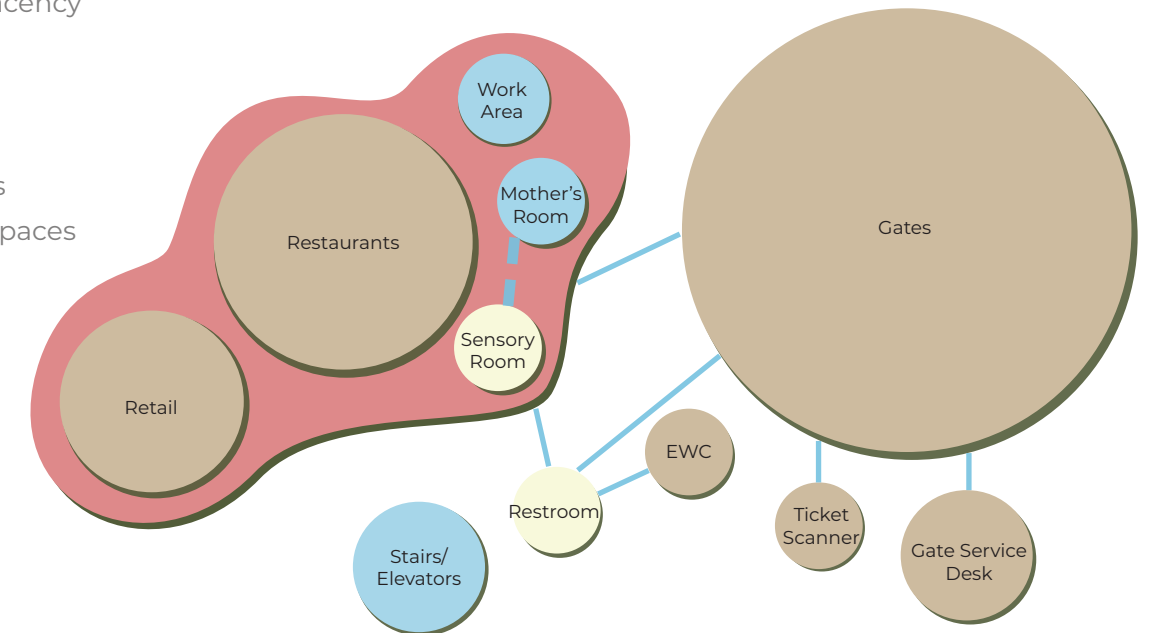 Work
Area
Mother's
Room
Restaurants
Gates
Sensory
Room
Retail
EWC
Restroom
Ticket
Scanner
Gate Service
Desk
Stairs/
Elevators